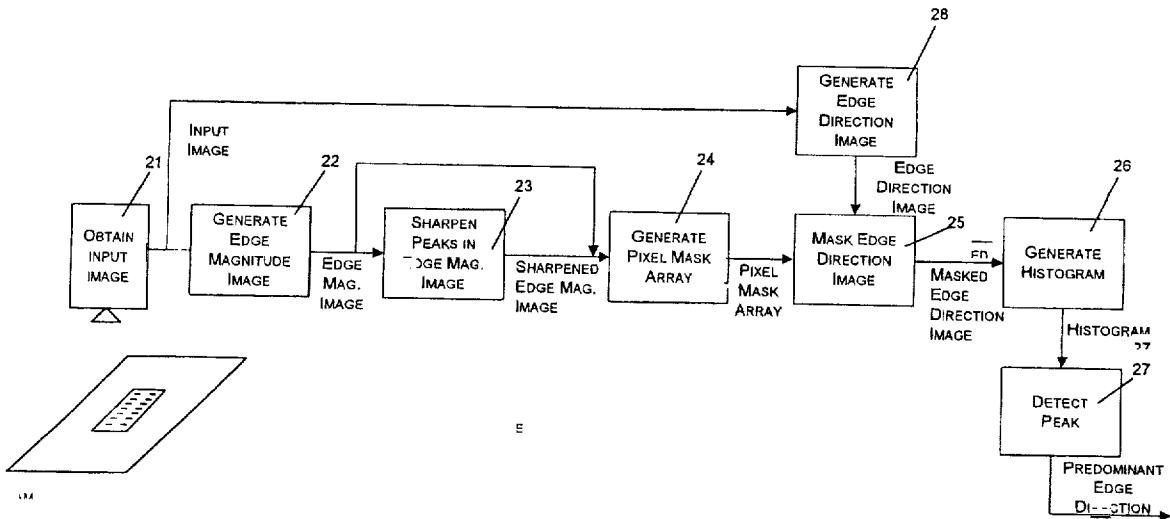 28
GENERATE
EDGE
DIRECTION
IMAGE
INPUT
IMAGE
21
22
23
24
26
EDGE
DIRECTION
IMAGE
25
OBTAIN
INPUT
IMAGE
GENERATE
EDGE
MAGNITUDE
IMAGE
EDGE
MAG.
IMAGE
SHARPEN
PEAKS IN
EDGE MAG.
IMAGE
SHARPENED
EDGE MAG.
IMAGE
GENERATE
PIXEL MASK
ARRAY
PIXEL
MASK
ARRAY
MASK EDGE
DIRECTION
IMAGE
MASKED
EDGE
DIRECTION
IMAGE
GENERATE
HISTOGRAM
HISTOGRAM
27
DETECT
PEAK
PREDOMINANT
EDGE